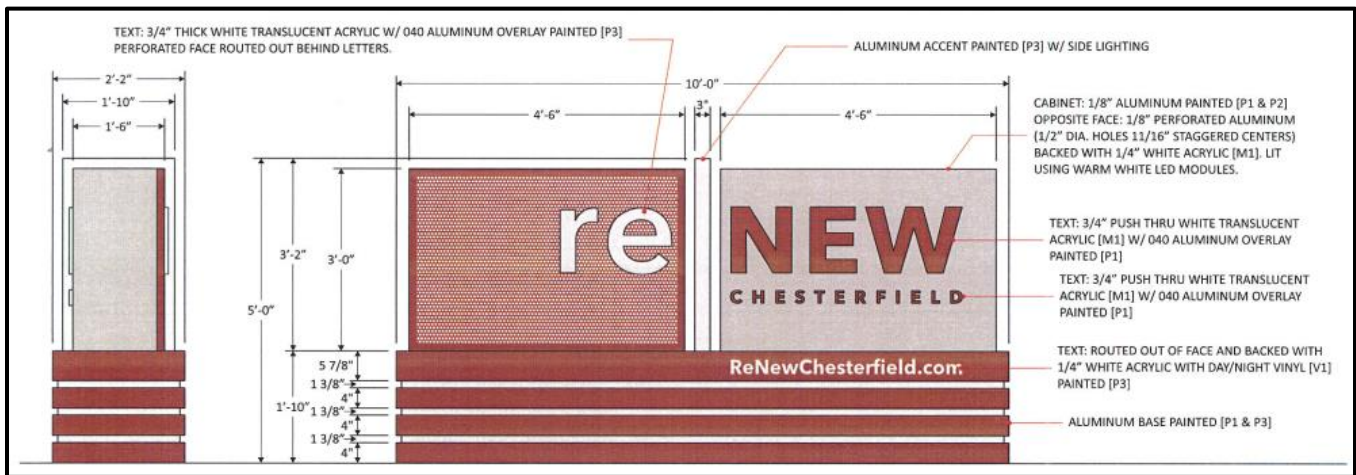 TEXT: 3/4" THICK WHITE TRANSLUCENT ACRYLIC W/ 040 ALUMINUM OVERLAY PAINTED [P3]
PERFORATED FACE ROUTED OUT BEHIND LETTERS.
ALUMINUM ACCENT PAINTED [P3] W/ SIDE LIGHTING
2'-2"
1'-10"
1'-6"
10'-0"
4'-6"
3"
4'-6"
CABINET: 1/8" ALUMINUM PAINTED [P1 & P2]
OPPOSITE FACE: 1/8" PERFORATED ALUMINUM
(1/2" DIA. HOLES 11/16" STAGGERED CENTERS)
BACKED WITH 1/4" WHITE ACRYLIC [M1]. LIT
USING WARM WHITE LED MODULES.
re
NEW
CHESTERFIELD
TEXT: 3/4" PUSH THRU WHITE TRANSLUCENT
ACRYLIC [M1] W/ 040 ALUMINUM OVERLAY
PAINTED [P1]
TEXT: 3/4" PUSH THRU WHITE TRANSLUCENT
ACRYLIC [M1] W/ 040 ALUMINUM OVERLAY
PAINTED [P1]
5'-0"
3'-2"
3'-0"
ReNewChesterfield.com
TEXT: ROUTED OUT OF FACE AND BACKED WITH
1/4" WHITE ACRYLIC WITH DAY/NIGHT VINYL [V1]
PAINTED [P3]
1'-10"
5 7/8"
1 3/8"
4"
1 3/8"
4"
1 3/8"
4"
ALUMINUM BASE PAINTED [P1 & P3]